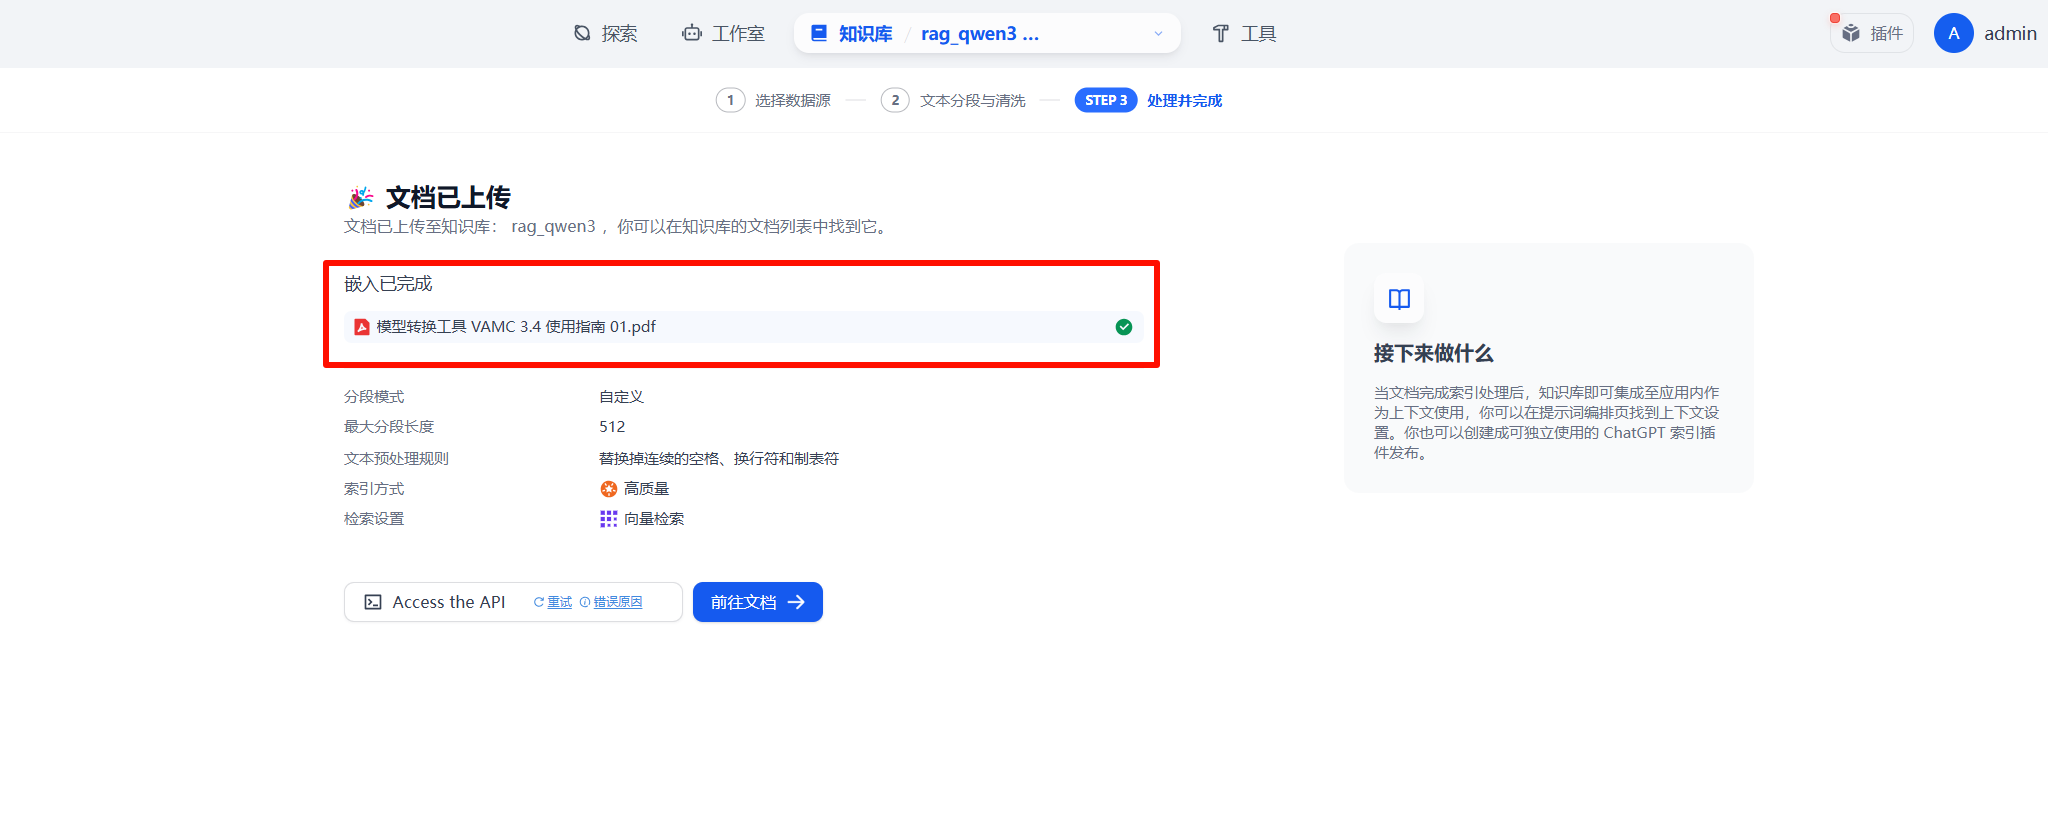 探索
工作室
知识库 / rag_qwen3 ...
工具
插件
A
admin
1 选择数据源
2 文本分段与清洗
STEP 3 处理并完成
文档已上传
文档已上传至知识库： rag_qwen3 ，你可以在知识库的文档列表中找到它。
嵌入已完成
模型转换工具 VAMC 3.4 使用指南 01.pdf
分段模式 自定义
最大分段长度 512
文本预处理规则 替换掉连续的空格、换行符和制表符
索引方式 高质量
检索设置 向量检索
Access the API 重试 错误原因
前往文档
接下来做什么
当文档完成索引处理后，知识库即可集成至应用内作
为上下文使用，你可以在提示词编排页找到上下文设
置。你也可以创建成可独立使用的 ChatGPT 索引插
件发布。